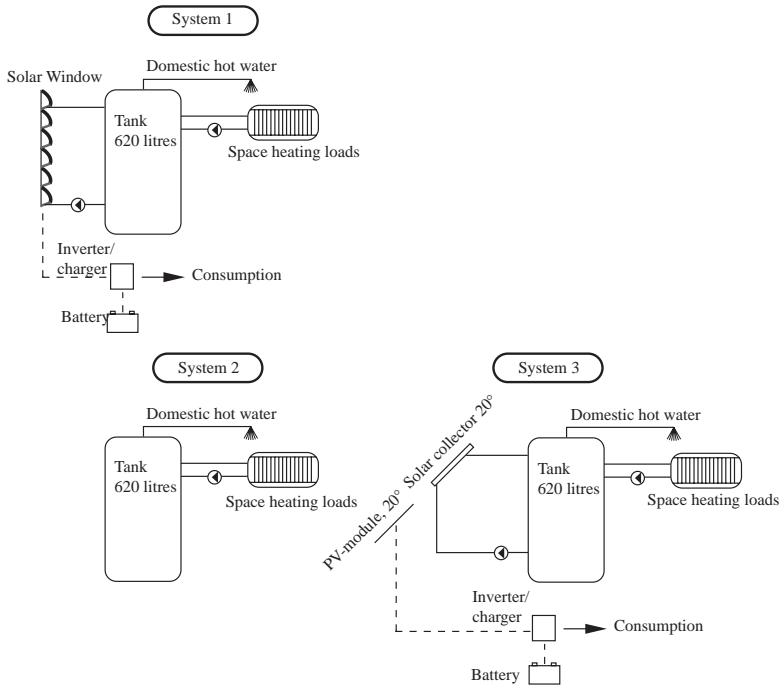 System 1
Domestic hot water
Solar Window
Tank
620 litres
Space heating loads
Inverter/
charger
Consumption
Battery
System 2
Domestic hot water
Tank
620 litres
Space heating loads
System 3
Domestic hot water
Solar collector 20°
PV-module, 20°
Tank
620 litres
Space heating loads
Inverter/
charger
Consumption
Battery